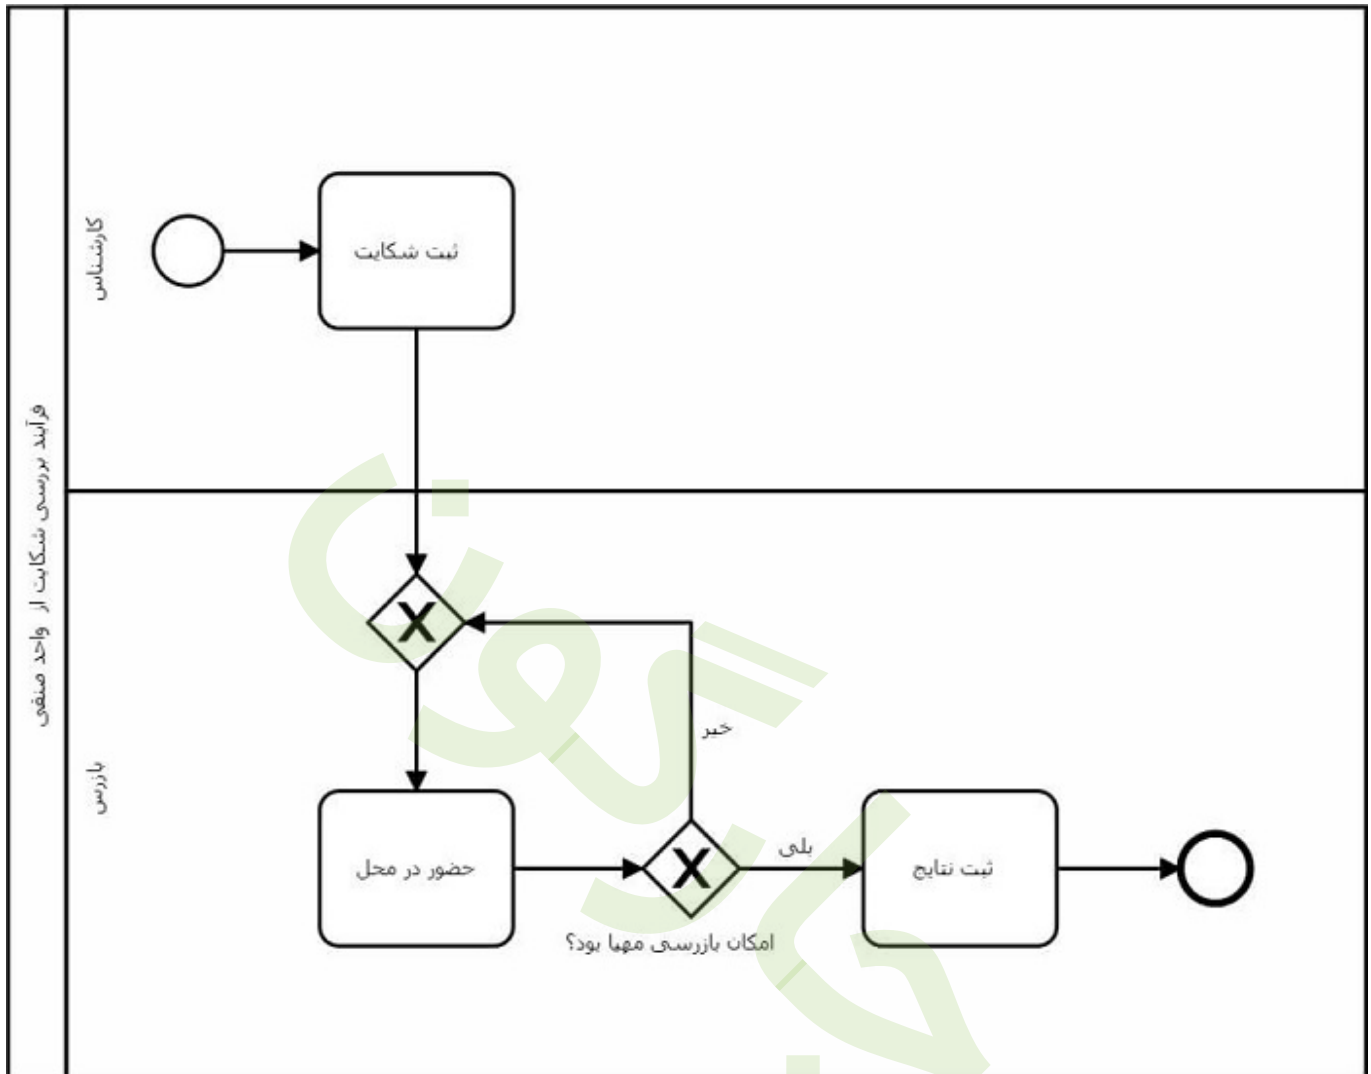 فرآیند بررسی شکایت از واحد صنفی
کارشناس
ثبت شکایت
بازرس
خیر
حضور در محل
بلی
ثبت نتایج
امکان بازرسی مهیا بود؟